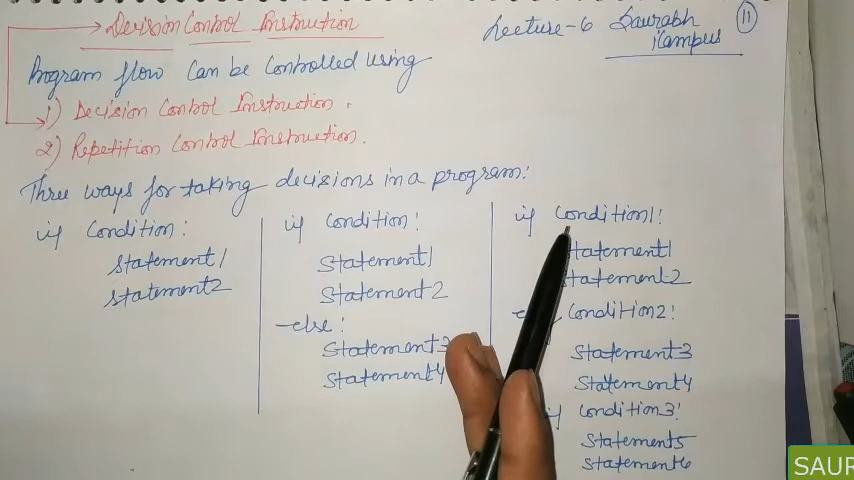 Decision Control Instruction
Lecture-6 Saurabh
iCampus
11
Program flow can be controlled using
1) Decision Control Instruction.
2) Repetition Control Instruction.
Three ways for taking decisions in a program:
if condition:
statement1
statement2
if condition:
statement1
statement2
else:
statement3
statement4
if condition1:
statement1
statement2
condition2:
statement3
statement4
if condition3:
statement5
statement6
SAUR